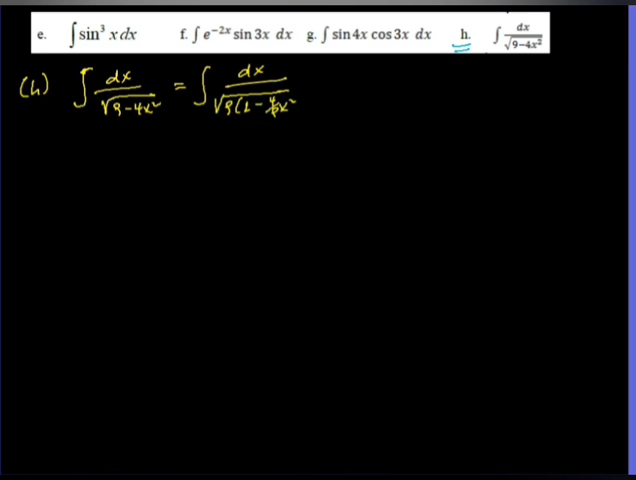 e. ∫ sin³ x dx f. ∫ e⁻²ˣ sin 3x dx g. ∫ sin 4x cos 3x dx h. ∫ dx/√9−4x²
(h) ∫ dx/√9−4x² = ∫ dx/√9(1−4/9x²